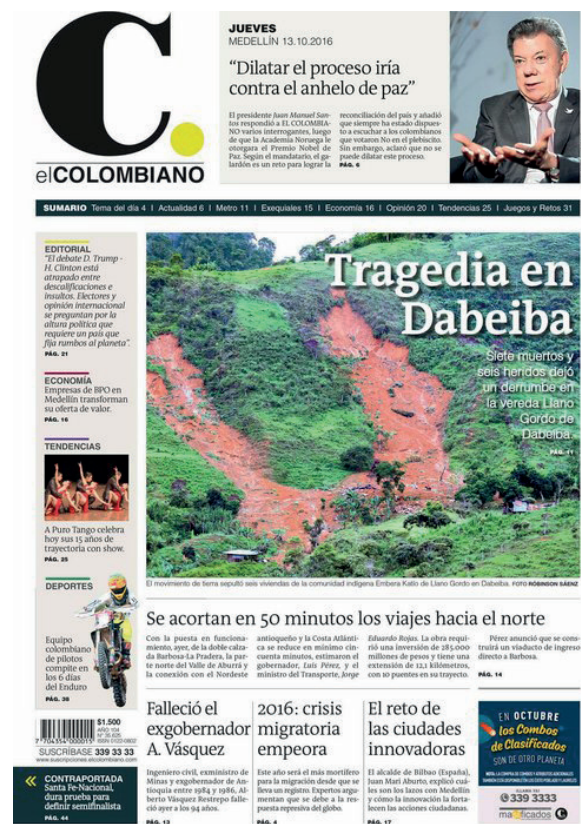 C.
elCOLOMBIANO
JUEVES
MEDELLÍN 13.10.2016
“Dilatar el proceso iría
contra el anhelo de paz”
El presidente Juan Manuel San-
tos respondió a EL COLOMBIA-
NO varios interrogantes, luego
de que la Academia Noruega le
otorgara el Premio Nobel de
Paz. Según el mandatario, el ga-
lardón es un reto para lograr la
reconciliación del país y añadió
que siempre ha estado dispues-
to a escuchar a los colombianos
que votaron No en el plebiscito.
Sin embargo, aclaró que no se
puede dilatar este proceso.
PÁG. 6
SUMARIO Tema del día 4 I Actualidad 6 I Metro 11 I Exequiales 15 I Economía 16 I Opinión 20 I Tendencias 25 I Juegos y Retos 31
EDITORIAL
“El debate D. Trump -
H. Clinton está
atrapado entre
descalificaciones e
insultos. Electores y
opinión internacional
se preguntan por la
altura política que
requiere un país que
fija rumbos al planeta”.
PÁG. 21
ECONOMÍA
Empresas de BPO en
Medellín transforman
su oferta de valor.
PÁG. 16
TENDENCIAS
A Puro Tango celebra
hoy sus 15 años de
trayectoria con show.
PÁG. 25
DEPORTES
Equipo
colombiano
de pilotos
compite en
los 6 días
del Enduro
PÁG. 36
Tragedia en
Dabeiba
Siete muertos y
seis heridos dejó
un derrumbe en
la vereda Llano
Gordo de
Dabeiba.
PÁG. 11
El movimiento de tierra sepultó seis viviendas de la comunidad indígena Embera Katío de Llano Gordo en Dabeiba. FOTO RÓBINSON SÁENZ
Se acortan en 50 minutos los viajes hacia el norte
Con la puesta en funciona-
miento, ayer, de la doble calza-
da Barbosa-La Pradera, la par-
te norte del Valle de Aburrá y
la conexión con el Nordeste
antioqueño y la Costa Atlánti-
ca se reduce en mínimo cin-
cuenta minutos, estimaron el
gobernador, Luis Pérez, y el
ministro del Transporte, Jorge
Eduardo Rojas. La obra requi-
rió una inversión de 285.000
millones de pesos y tiene una
extensión de 12,1 kilómetros,
con 10 puentes en su trayecto.
Pérez anunció que se cons-
truirá un viaducto de ingreso
directo a Barbosa.
PÁG. 14
Falleció el
exgobernador
A. Vásquez
Ingeniero civil, exministro de
Minas y exgobernador de An-
tioquia entre 1984 y 1986, Al-
berto Vásquez Restrepo falle-
ció ayer a los 94 años.
PÁG. 13
2016: crisis
migratoria
empeora
Este año será el más mortífero
para la migración desde que se
lleva un registro. Expertos argu-
mentan que se debe a la res-
puesta represiva del globo.
PÁG. 4
El reto de
las ciudades
innovadoras
El alcalde de Bilbao (España),
Juan Mari Aburto, explicó cuá-
les son los lazos con Medellín
y cómo la innovación la forta-
lecen las acciones ciudadanas.
PÁG. 17
$1.500
AÑO 104
SUSCRÍBASE 339 33 33
www.suscripciones.elcolombiano.com
« CONTRAPORTADA
Santa Fe-Nacional,
dura prueba para
definir semifinalista
PÁG. 44
EN OCTUBRE
los Combos
de Clasificados
SON DE OTRO PLANETA
LLAMA YA!
339 3333